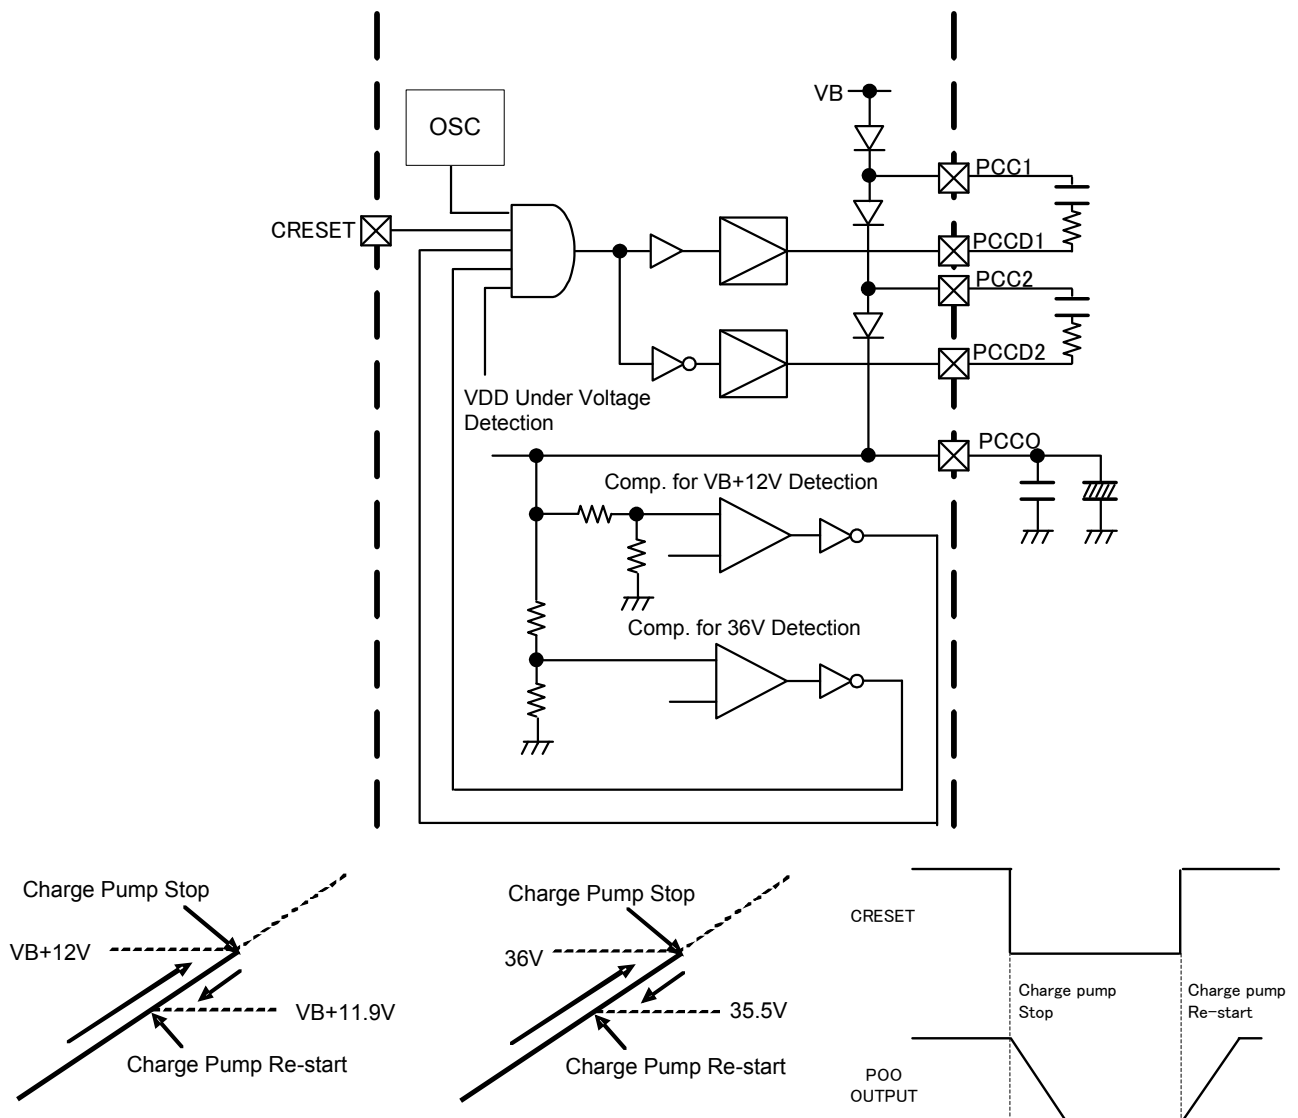 VB
OSC
PCC1
CRESET
PCCD1
PCC2
PCCD2
VDD Under Voltage
Detection
PCCO
Comp. for VB+12V Detection
Comp. for 36V Detection
Charge Pump Stop
VB+12V
VB+11.9V
Charge Pump Re-start
Charge Pump Stop
36V
35.5V
Charge Pump Re-start
CRESET
Charge pump
Stop
Charge pump
Re-start
POO
OUTPUT